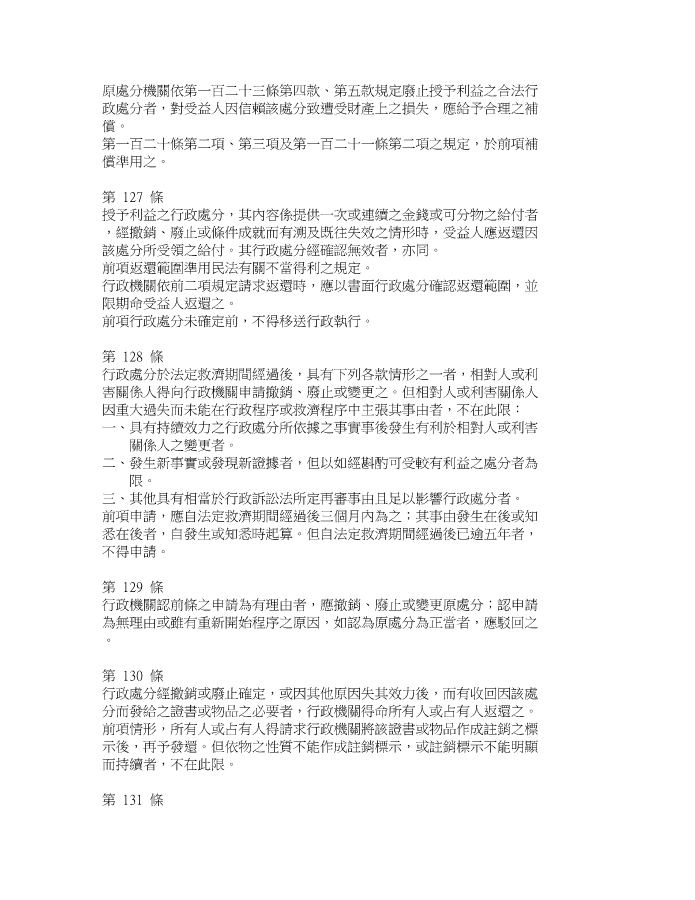 原處分機關依第一百二十三條第四款、第五款規定廢止授予利益之合法行
政處分者，對受益人因信賴該處分致遭受財產上之損失，應給予合理之補
償。
第一百二十條第二項、第三項及第一百二十一條第二項之規定，於前項補
償準用之。
第 127 條
授予利益之行政處分，其內容係提供一次或連續之金錢或可分物之給付者
，經撤銷、廢止或條件成就而有溯及既往失效之情形時，受益人應返還因
該處分所受領之給付。其行政處分經確認無效者，亦同。
前項返還範圍準用民法有關不當得利之規定。
行政機關依前二項規定請求返還時，應以書面行政處分確認返還範圍，並
限期命受益人返還之。
前項行政處分未確定前，不得移送行政執行。
第 128 條
行政處分於法定救濟期間經過後，具有下列各款情形之一者，相對人或利
害關係人得向行政機關申請撤銷、廢止或變更之。但相對人或利害關係人
因重大過失而未能在行政程序或救濟程序中主張其事由者，不在此限：
一、具有持續效力之行政處分所依據之事實事後發生有利於相對人或利害
關係人之變更者。
二、發生新事實或發現新證據者，但以如經斟酌可受較有利益之處分者為
限。
三、其他具有相當於行政訴訟法所定再審事由且足以影響行政處分者。
前項申請，應自法定救濟期間經過後三個月內為之；其事由發生在後或知
悉在後者，自發生或知悉時起算。但自法定救濟期間經過後已逾五年者，
不得申請。
第 129 條
行政機關認前條之申請為有理由者，應撤銷、廢止或變更原處分；認申請
為無理由或雖有重新開始程序之原因，如認為原處分為正當者，應駁回之
。
第 130 條
行政處分經撤銷或廢止確定，或因其他原因失其效力後，而有收回因該處
分而發給之證書或物品之必要者，行政機關得命所有人或占有人返還之。
前項情形，所有人或占有人得請求行政機關將該證書或物品作成註銷之標
示後，再予發還。但依物之性質不能作成註銷標示，或註銷標示不能明顯
而持續者，不在此限。
第 131 條